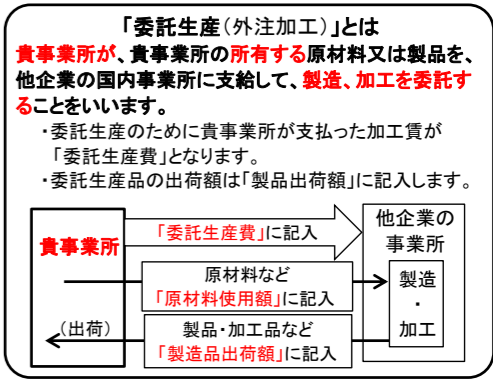 「委託生産(外注加工)」とは
貴事業所が、貴事業所の所有する原材料又は製品を、
他企業の国内事業所に支給して、製造、加工を委託す
ることをいいます。
・委託生産のために貴事業所が支払った加工賃が
「委託生産費」となります。
・委託生産品の出荷額は「製品出荷額」に記入します。
貴事業所
「委託生産費」に記入
他企業の
事業所
原材料など
「原材料使用額」に記入
製造
・
加工
(出荷)
製品・加工品など
「製造品出荷額」に記入